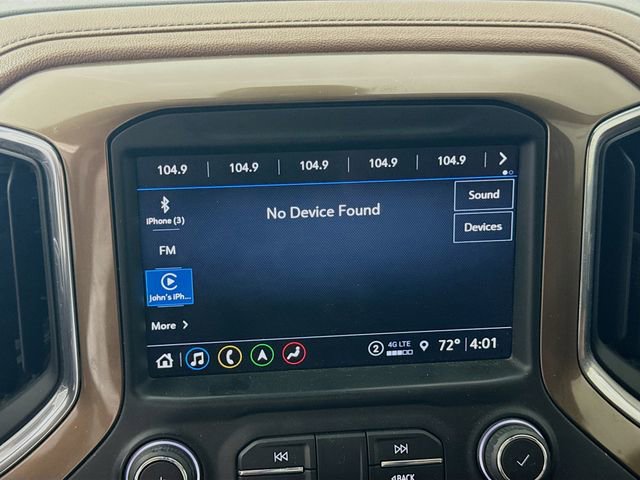 104.9 104.9 104.9 104.9 104.9
iPhone (3)
No Device Found
Sound
FM
Devices
John's iPh...
More
2 4G LTE 72° 4:01
BACK